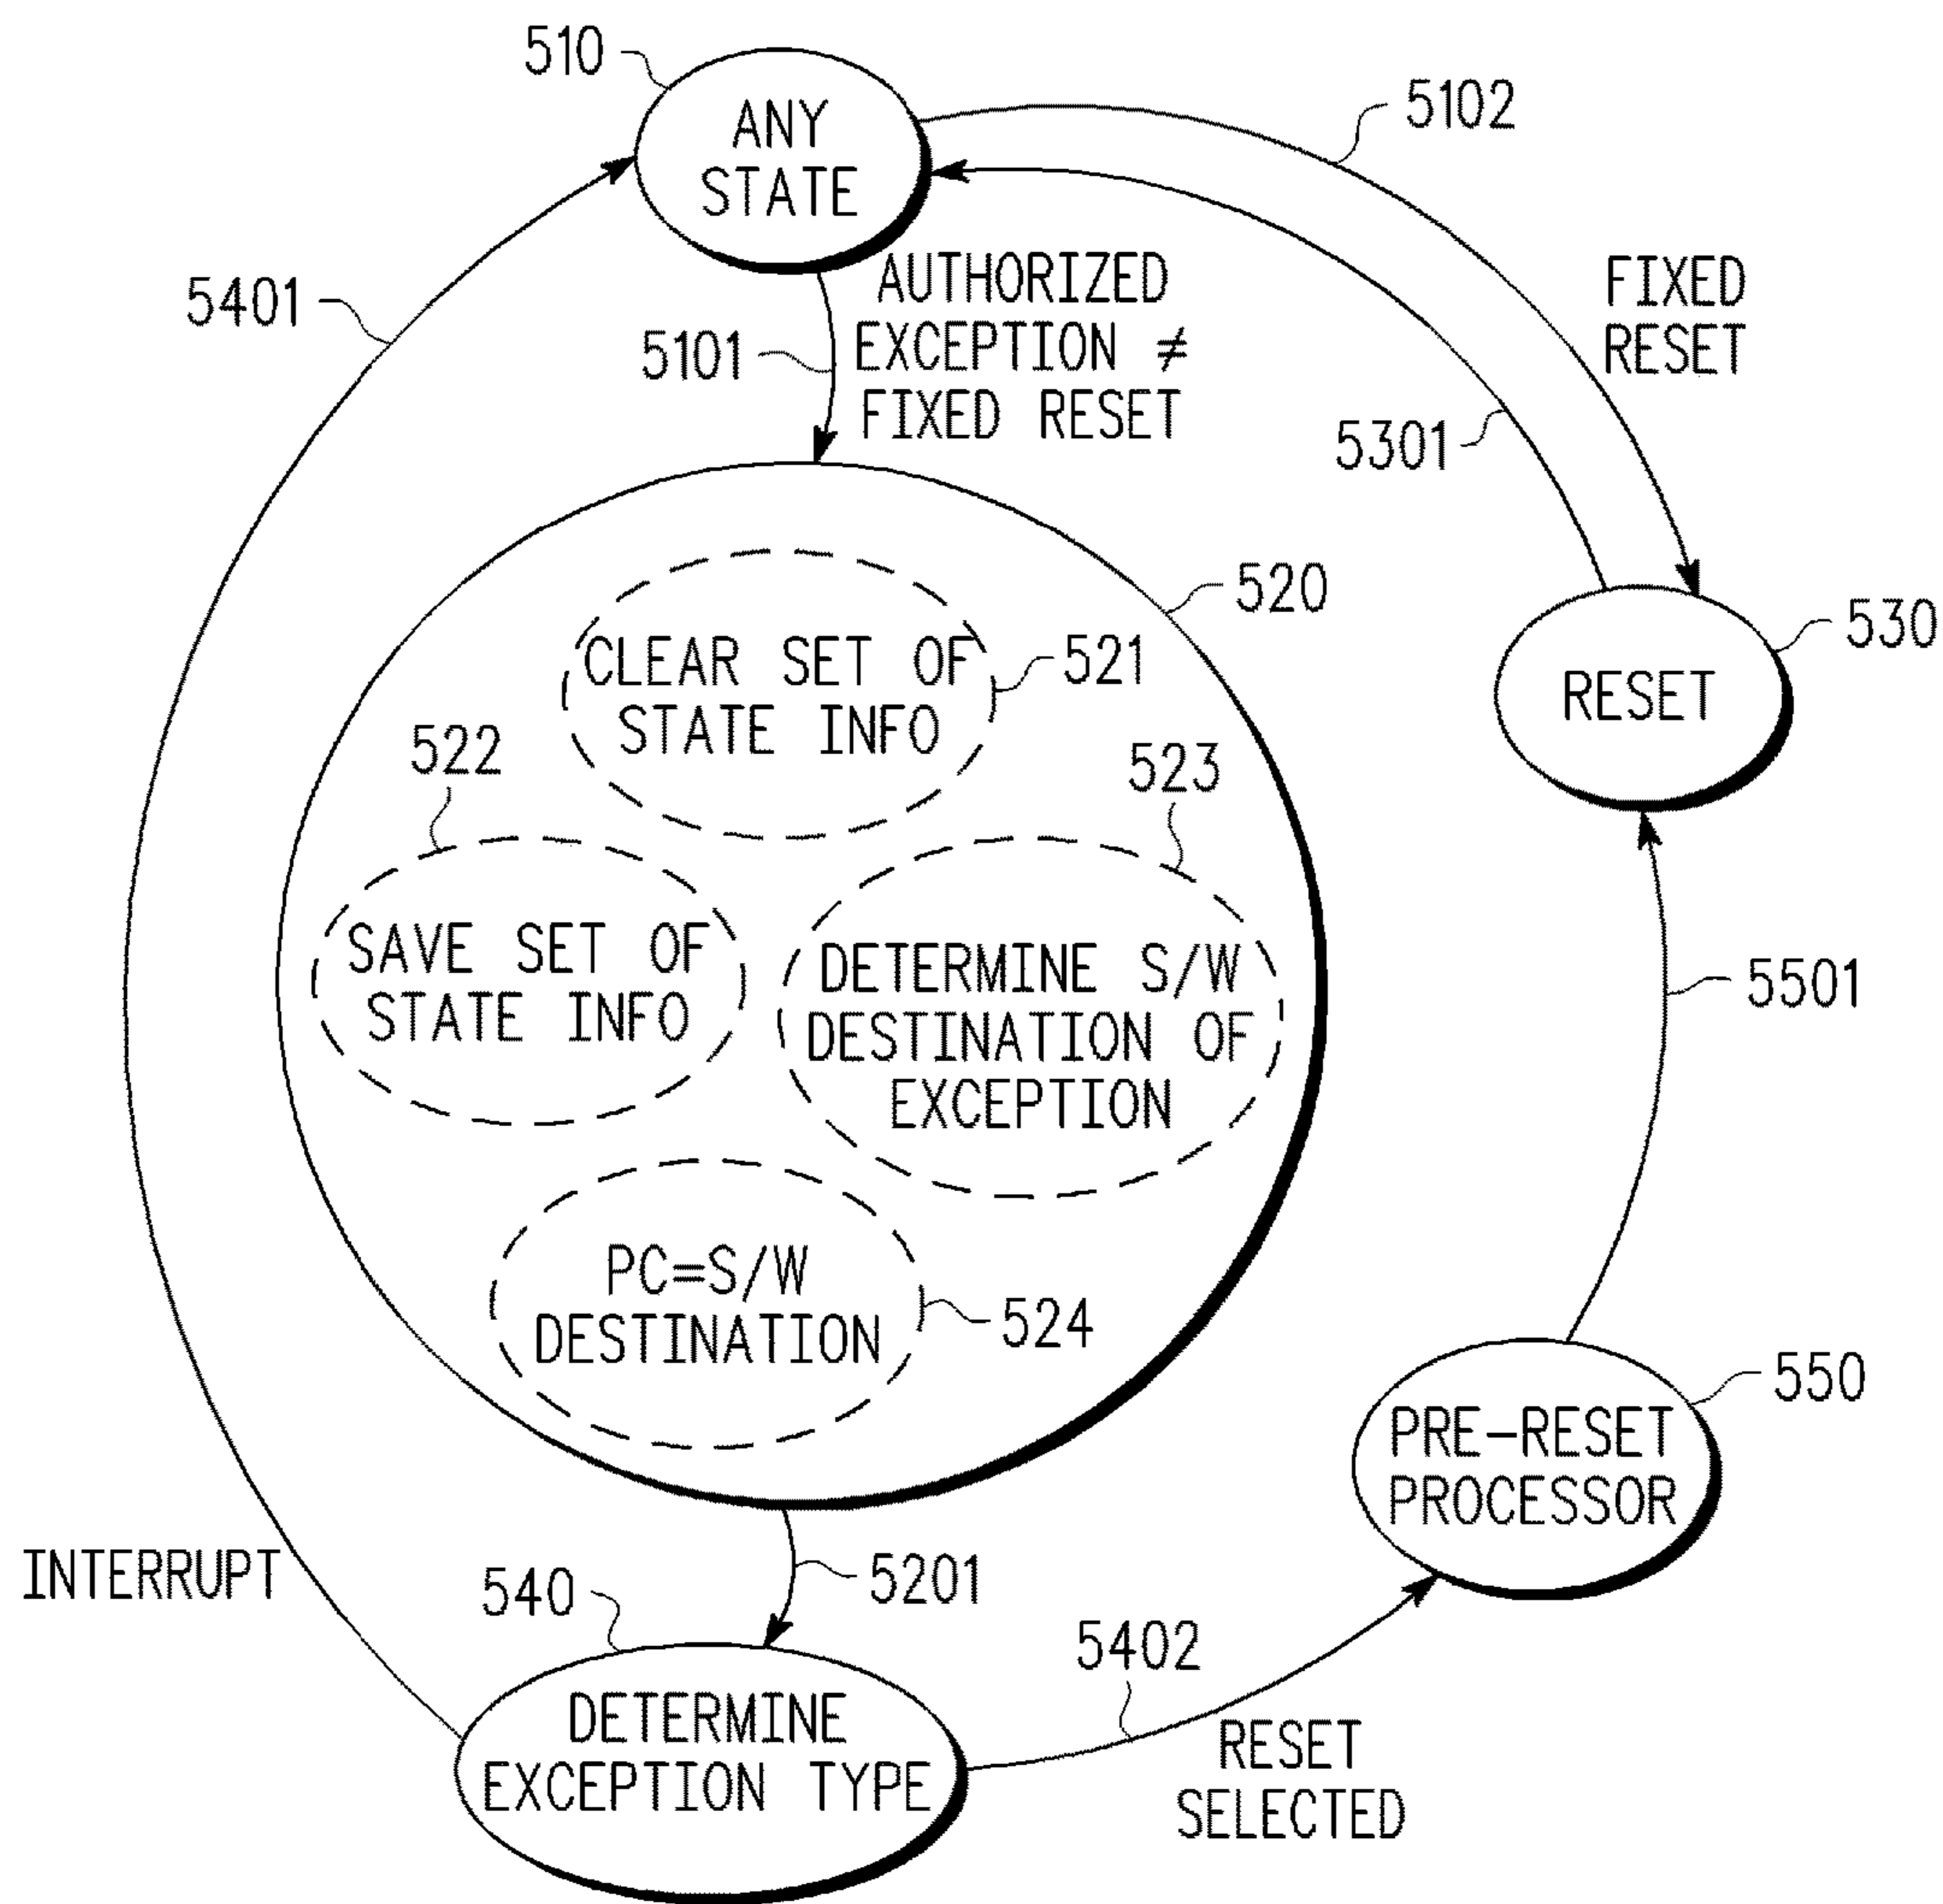 510
ANY
STATE
5102
5401
5101
AUTHORIZED
EXCEPTION ≠
FIXED RESET
FIXED
RESET
5301
520
CLEAR SET OF
STATE INFO
521
530
RESET
522
523
SAVE SET OF
STATE INFO
DETERMINE S/W
DESTINATION OF
EXCEPTION
5501
PC=S/W
DESTINATION
524
550
PRE-RESET
PROCESSOR
INTERRUPT
540
5201
5402
DETERMINE
EXCEPTION TYPE
RESET
SELECTED